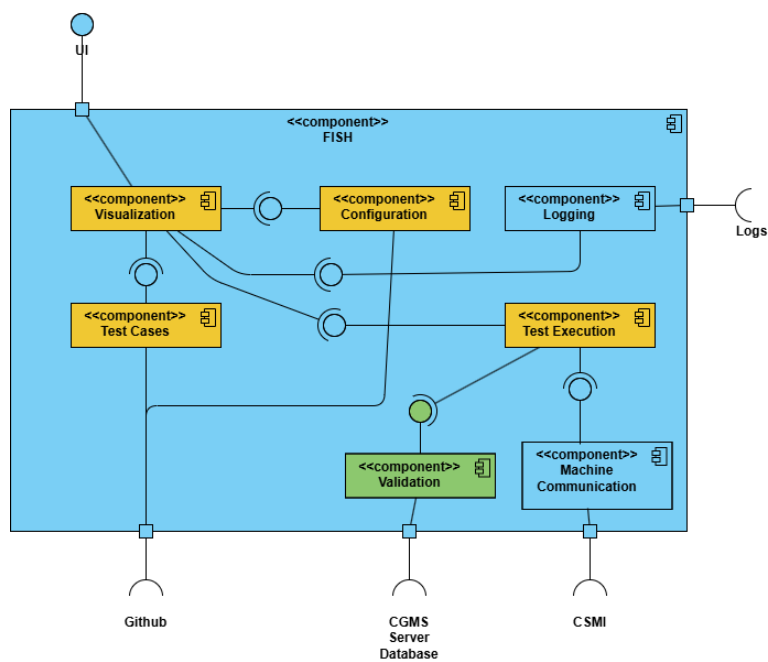 UI
<<component>>
FISH
<<component>>
Visualization
<<component>>
Configuration
<<component>>
Logging
Logs
<<component>>
Test Cases
<<component>>
Test Execution
<<component>>
Validation
<<component>>
Machine
Communication
Github
CGMS
Server
Database
CSMI